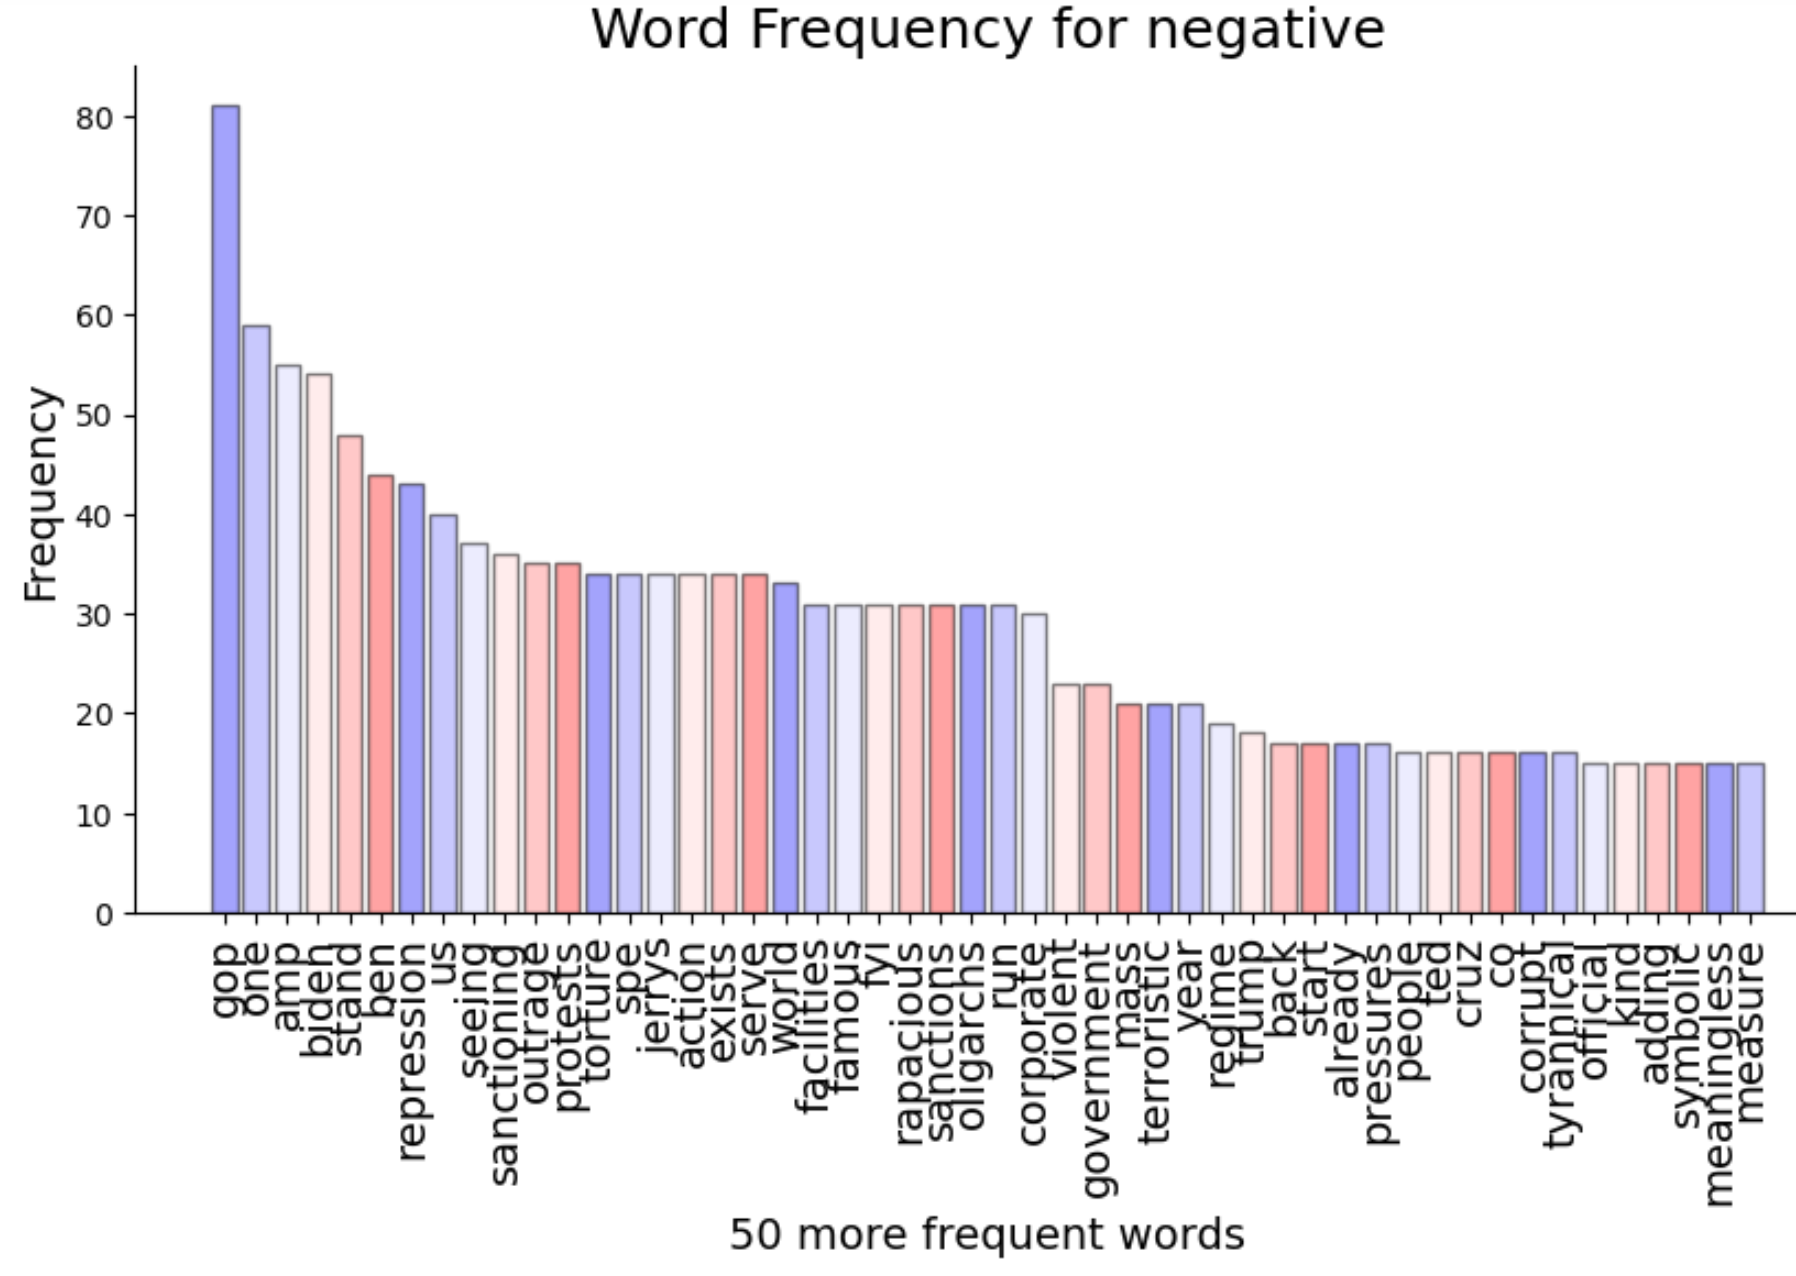 Word Frequency for negative
Frequency
80
70
60
50
40
30
20
10
0
gop
one
amp
biden
stand
ben
repression
us
seeing
sanctioning
outrage
protests
torture
spe
jerrys
action
exists
serve
world
facilities
famous
fyi
rapacious
sanctions
oligarchs
run
corporate
violent
government
mass
terroristic
year
regime
trump
back
start
already
pressures
people
ted
cruz
co
corrupt
tyrannical
official
kind
adding
symbolic
meaningless
measure
50 more frequent words